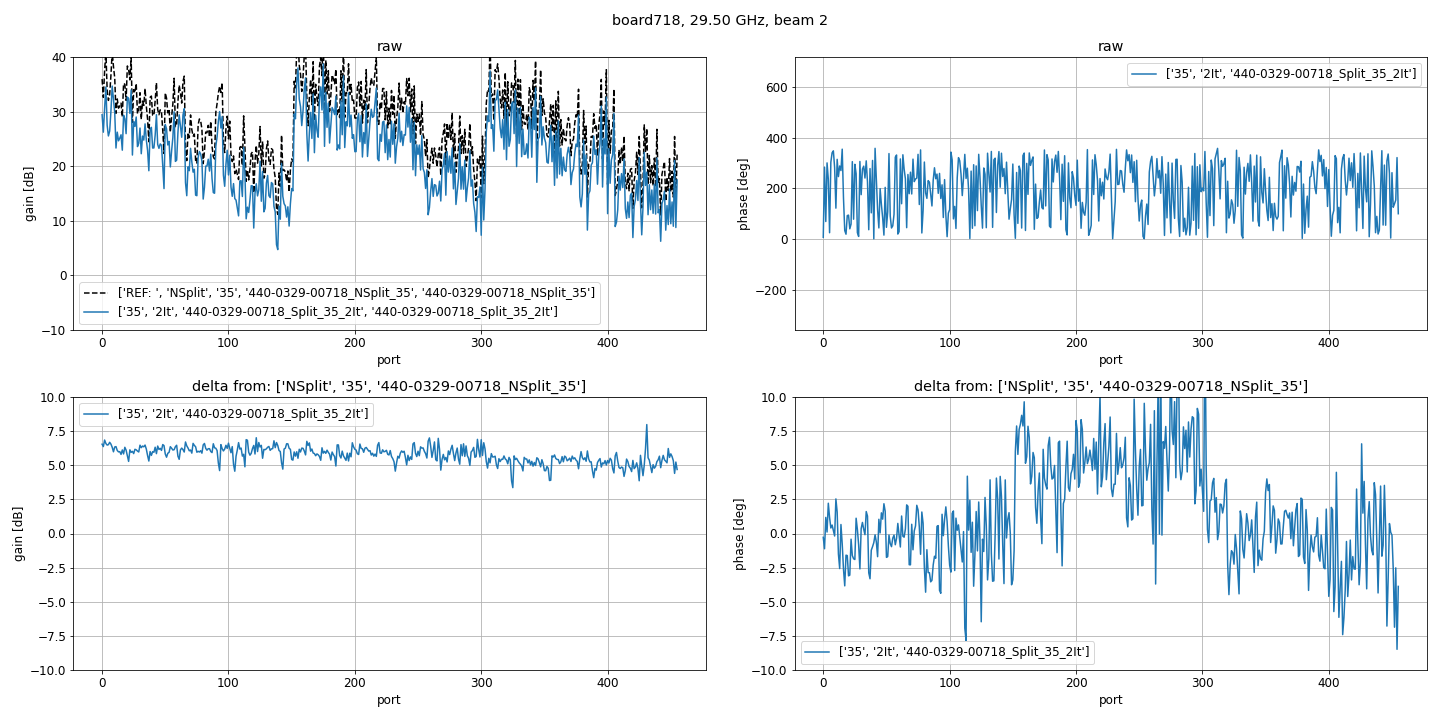 board718, 29.50 GHz, beam 2
raw
40
30
20
10
0
−10
gain [dB]
['REF: ', 'NSplit', '35', '440-0329-00718_NSplit_35', '440-0329-00718_NSplit_35']
['35', '2It', '440-0329-00718_Split_35_2It', '440-0329-00718_Split_35_2It']
0 100 200 300 400
port
raw
['35', '2It', '440-0329-00718_Split_35_2It']
600
400
200
0
−200
phase [deg]
0 100 200 300 400
port
delta from: ['NSplit', '35', '440-0329-00718_NSplit_35']
['35', '2It', '440-0329-00718_Split_35_2It']
10.0
7.5
5.0
2.5
0.0
−2.5
−5.0
−7.5
−10.0
gain [dB]
0 100 200 300 400
port
delta from: ['NSplit', '35', '440-0329-00718_NSplit_35']
10.0
7.5
5.0
2.5
0.0
−2.5
−5.0
−7.5
−10.0
phase [deg]
['35', '2It', '440-0329-00718_Split_35_2It']
0 100 200 300 400
port